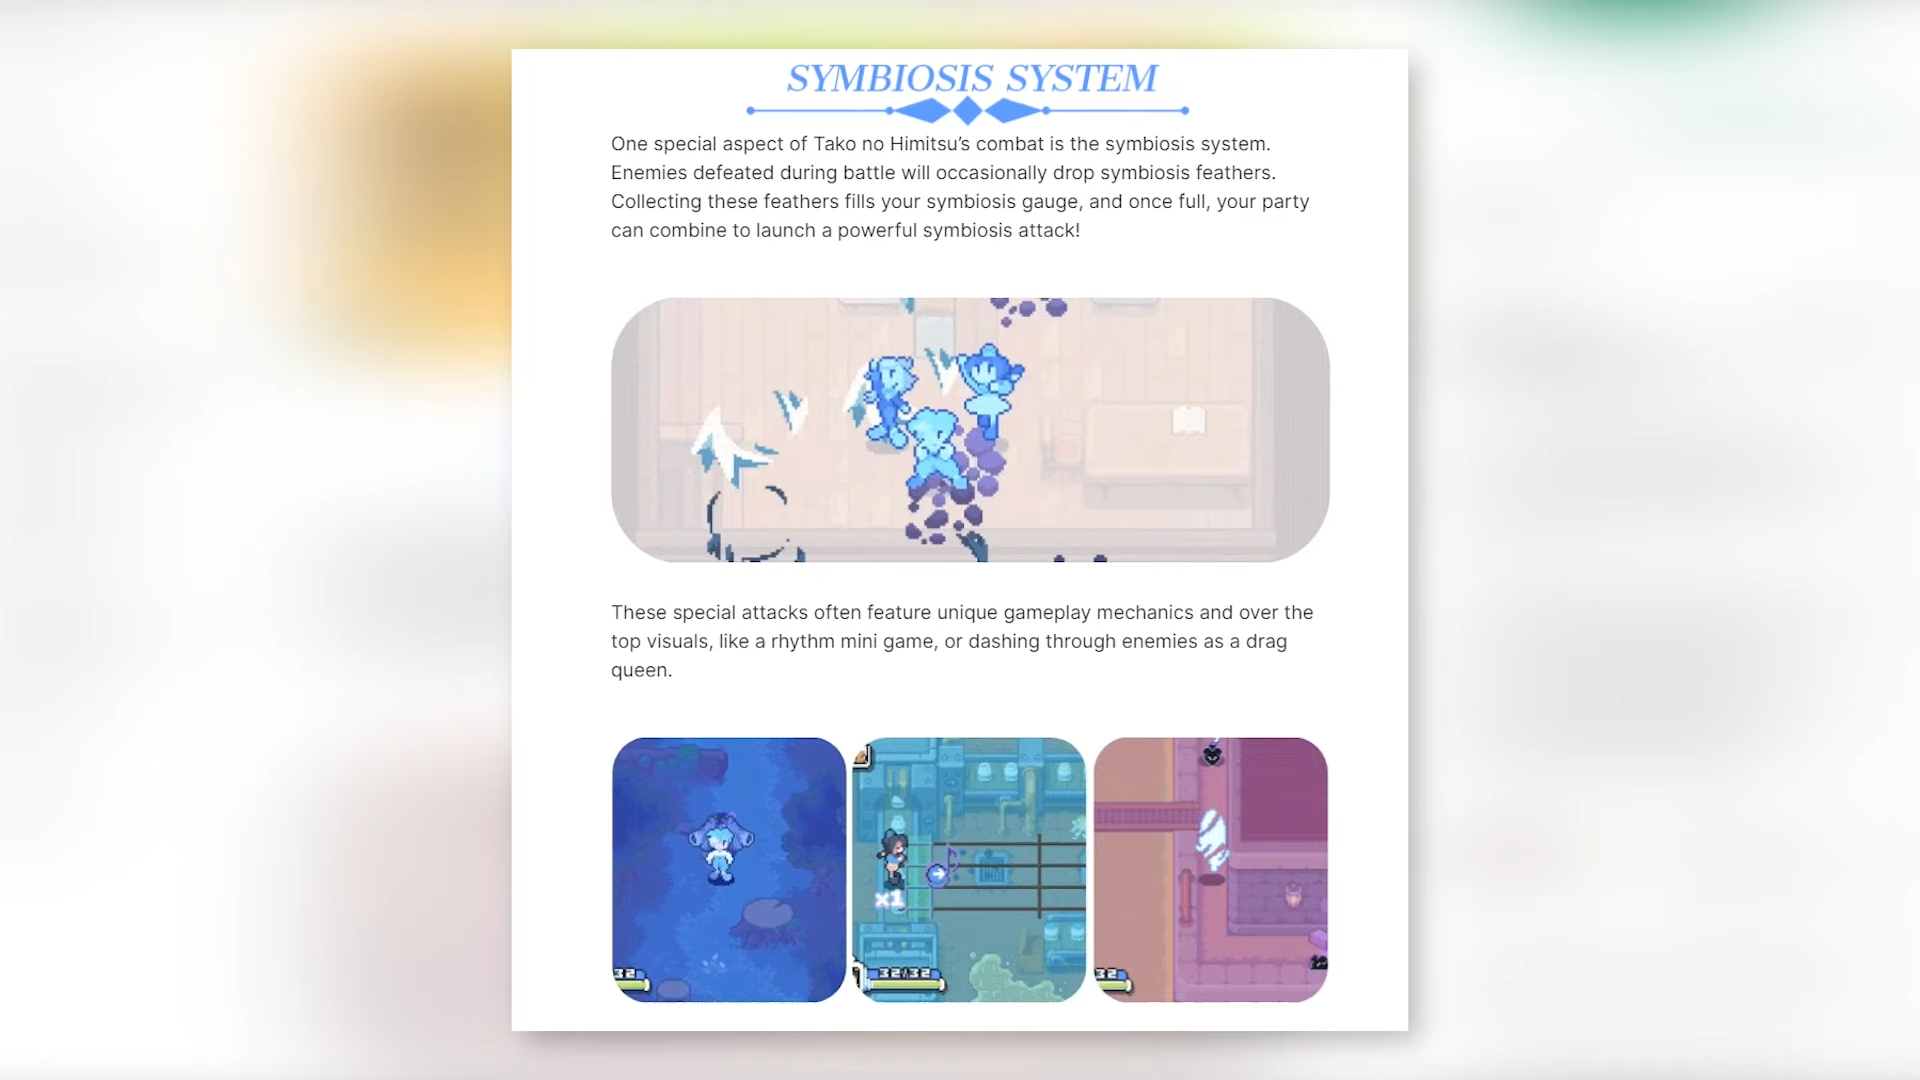 SYMBIOSIS SYSTEM
One special aspect of Tako no Himitsu’s combat is the symbiosis system.
Enemies defeated during battle will occasionally drop symbiosis feathers.
Collecting these feathers fills your symbiosis gauge, and once full, your party
can combine to launch a powerful symbiosis attack!
These special attacks often feature unique gameplay mechanics and over the
top visuals, like a rhythm mini game, or dashing through enemies as a drag
queen.
x1
32
32/32
32